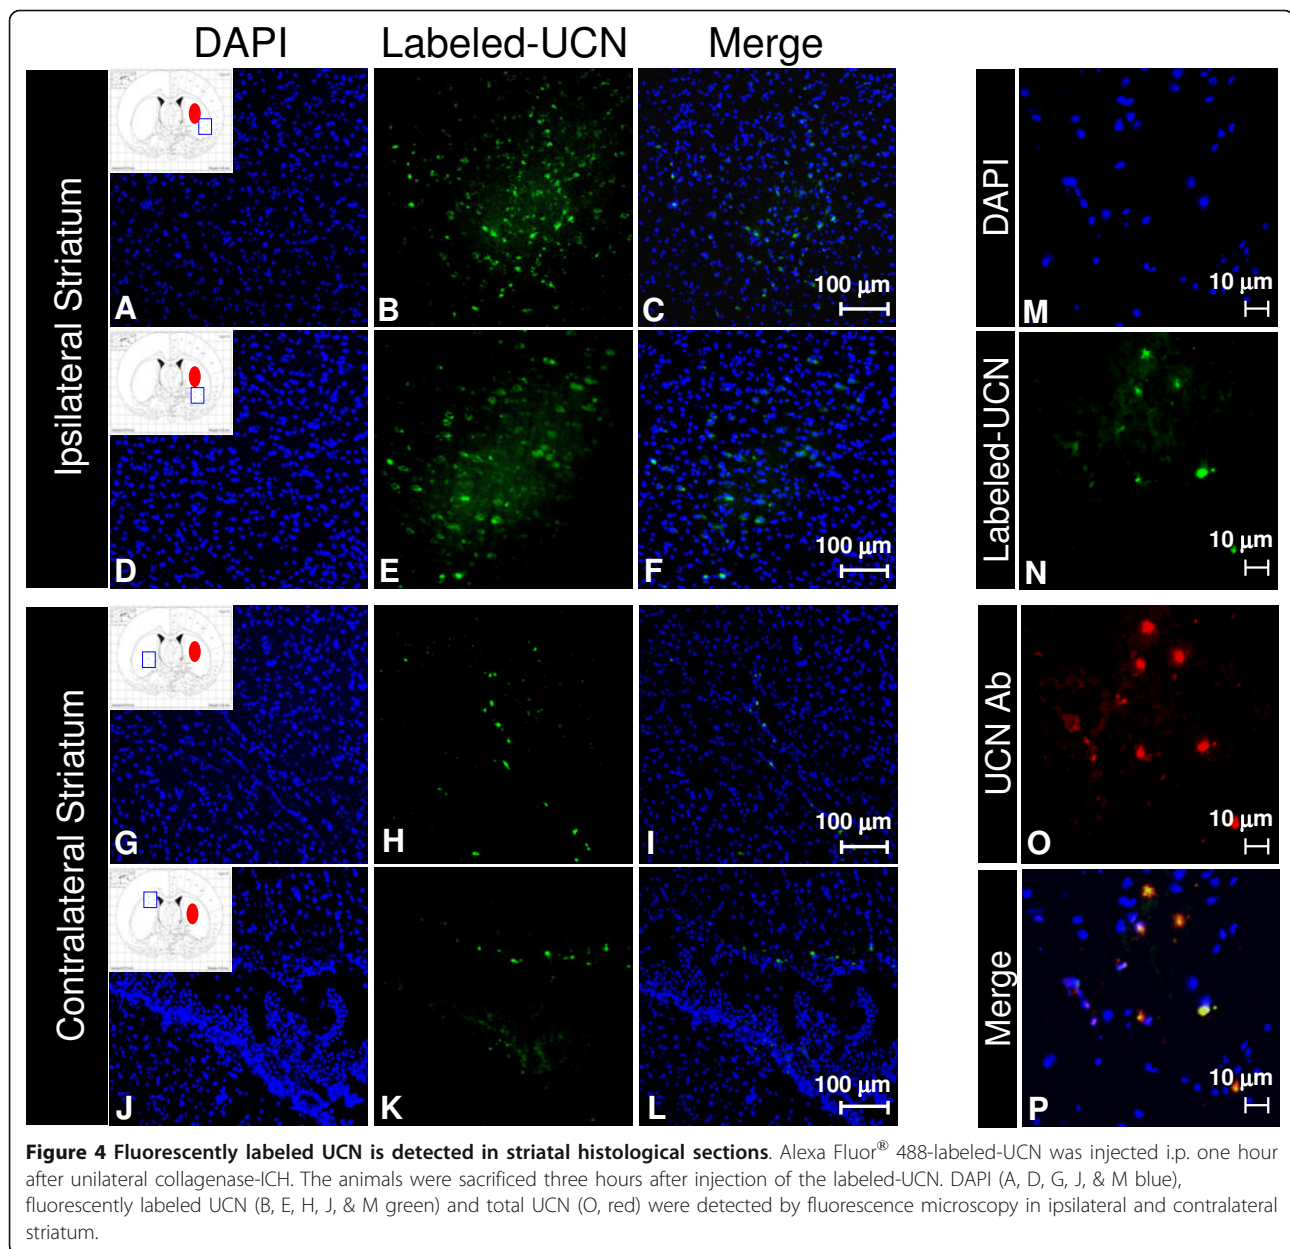 DAPI Labeled-UCN Merge
Ipsilateral Striatum
A B C 100 µm
D E F 100 µm
Contralateral Striatum
G H I 100 µm
J K L 100 µm
DAPI
M 10 µm
Labeled-UCN
N 10 µm
UCN Ab
O 10 µm
Merge
P 10 µm
Figure 4 Fluorescently labeled UCN is detected in striatal histological sections. Alexa Fluor® 488-labeled-UCN was injected i.p. one hour
after unilateral collagenase-ICH. The animals were sacrificed three hours after injection of the labeled-UCN. DAPI (A, D, G, J, & M blue),
fluorescently labeled UCN (B, E, H, J, & M green) and total UCN (O, red) were detected by fluorescence microscopy in ipsilateral and contralateral
striatum.